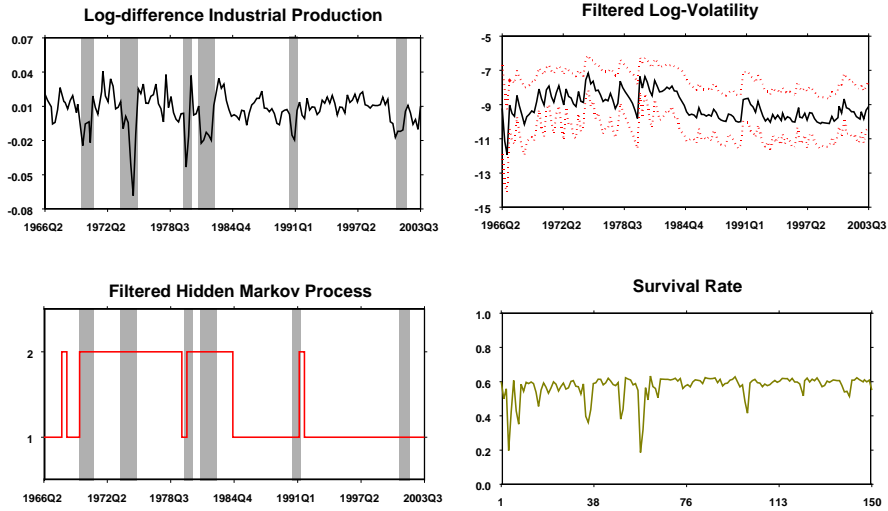 Log-difference Industrial Production
0.07
0.04
0.01
-0.02
-0.05
-0.08
1966Q2 1972Q2 1978Q3 1984Q4 1991Q1 1997Q2 2003Q3
Filtered Log-Volatility
-5
-7
-9
-11
-13
-15
1966Q2 1972Q2 1978Q3 1984Q4 1991Q1 1997Q2 2003Q3
Filtered Hidden Markov Process
2
1
1966Q2 1972Q2 1978Q3 1984Q4 1991Q1 1997Q2 2003Q3
Survival Rate
1.0
0.8
0.6
0.4
0.2
0.0
1 38 76 113 150